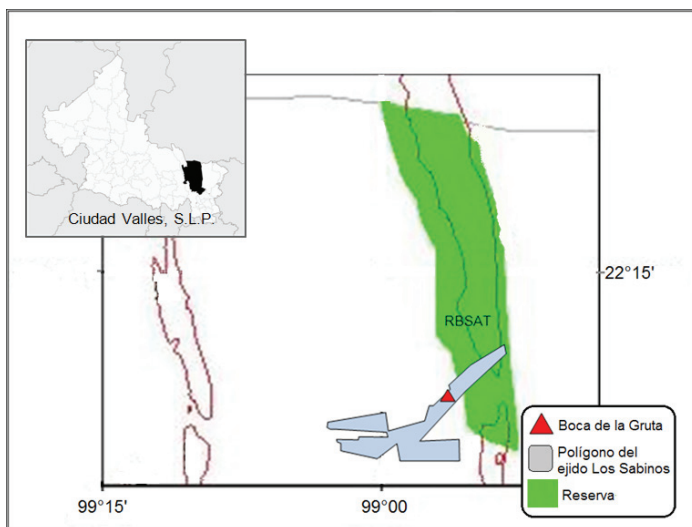 Ciudad Valles, S.L.P.
22°15'
RBSAT
Boca de la Gruta
Polígono del
ejido Los Sabinos
Reserva
99°15'
99°00